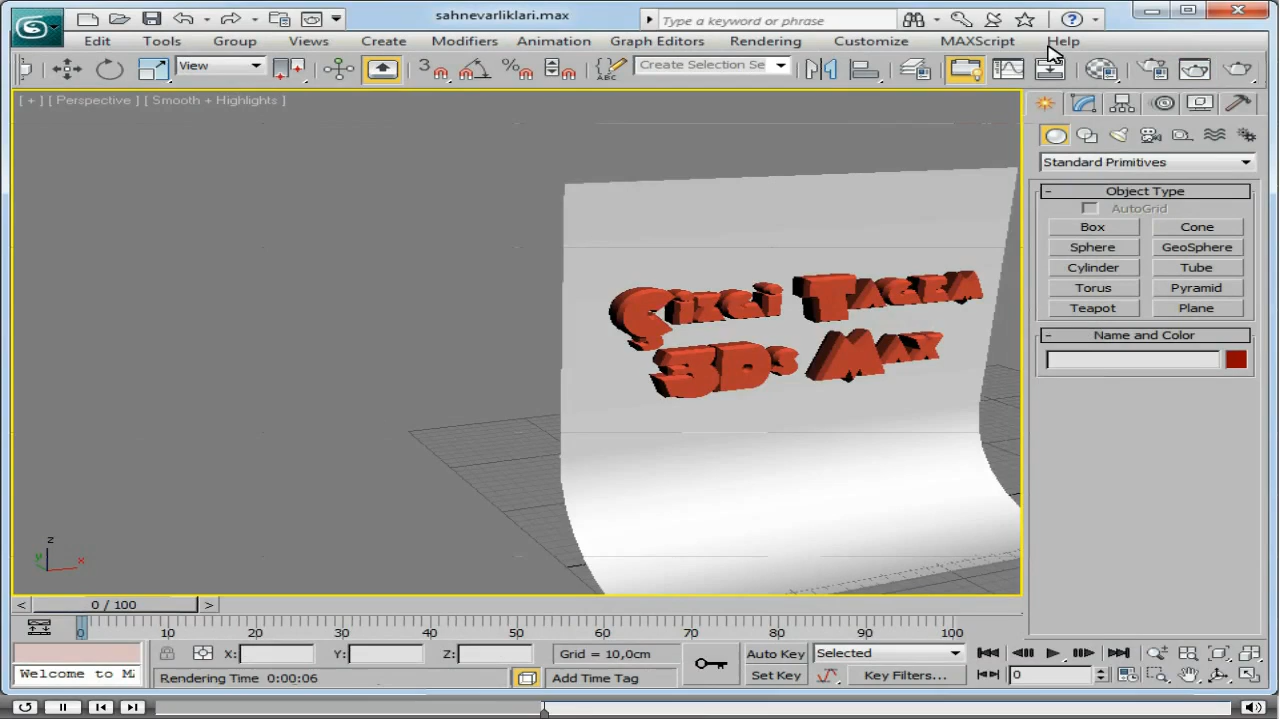 sahnevarliklari.max
Type a keyword or phrase
Edit Tools Group Views Create Modifiers Animation Graph Editors Rendering Customize MAXScript Help
View
3
Create Selection Se
[ + ] [ Perspective ] [ Smooth + Highlights ]
Standard Primitives
- Object Type
AutoGrid
Box Cone
Sphere GeoSphere
Cylinder Tube
Torus Pyramid
Teapot Plane
- Name and Color
Çizgi Tagem
3Ds Max
z
y x
< 0 / 100 >
0 10 20 30 40 50 60 70 80 90 100
X: Y: Z: Grid = 10,0cm Auto Key Selected
Welcome to MA Rendering Time 0:00:06 Add Time Tag Set Key Key Filters... 0